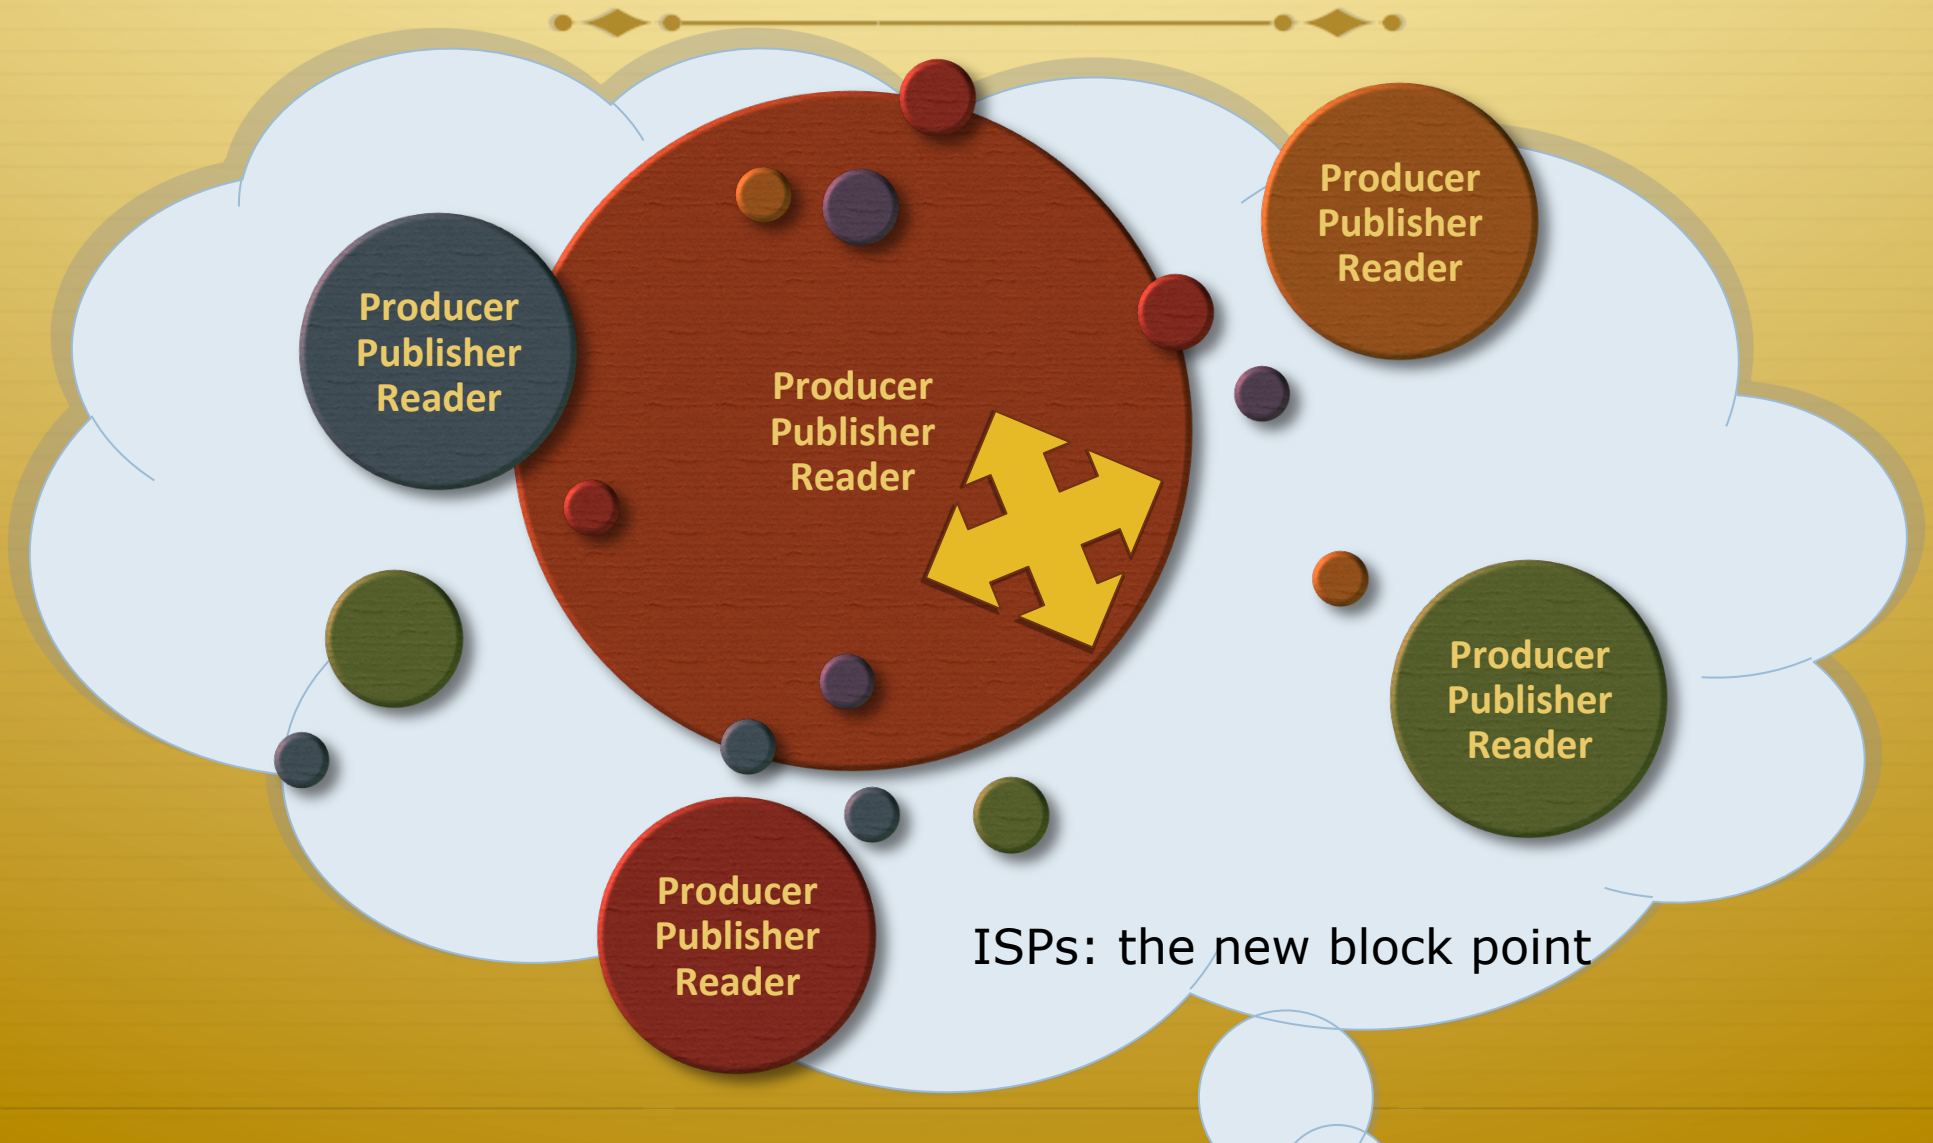 Producer
Publisher
Reader
Producer
Publisher
Reader
Producer
Publisher
Reader
Producer
Publisher
Reader
Producer
Publisher
Reader
ISPs: the new block point